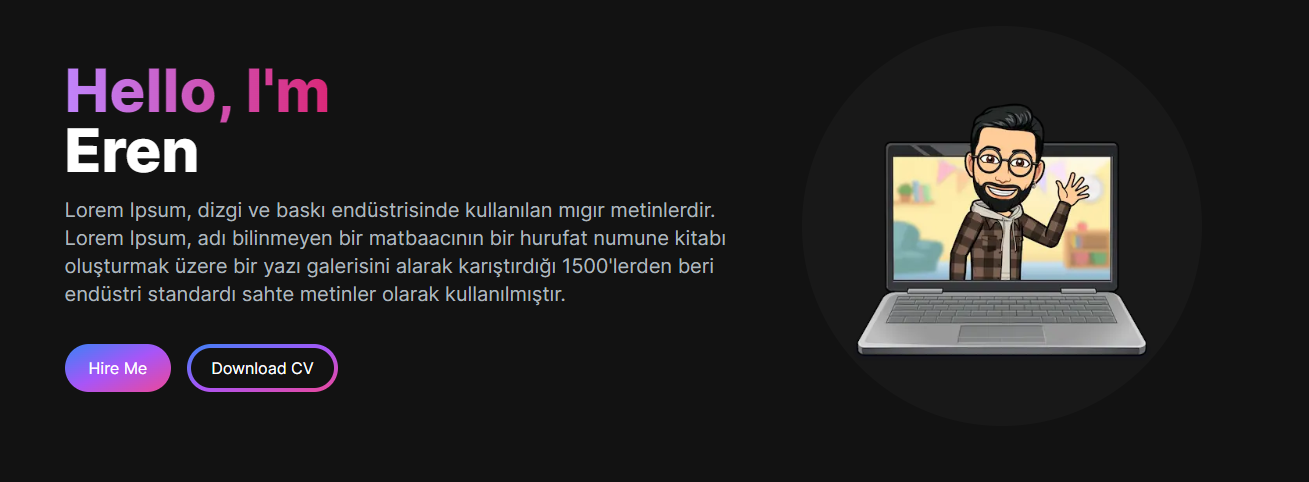 Hello, I'm
Eren
Lorem Ipsum, dizgi ve baskı endüstrisinde kullanılan mıgır metinlerdir.
Lorem Ipsum, adı bilinmeyen bir matbaacının bir hurufat numune kitabı
oluşturmak üzere bir yazı galerisini alarak karıştırdığı 1500'lerden beri
endüstri standardı sahte metinler olarak kullanılmıştır.
Hire Me
Download CV